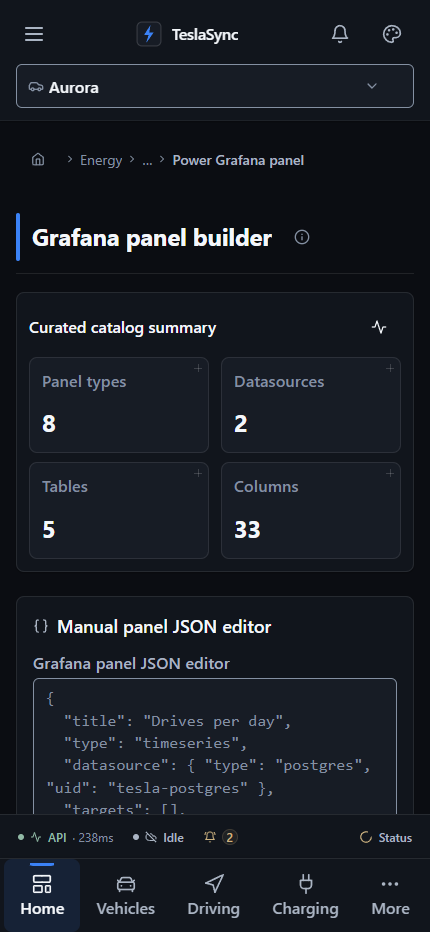 TeslaSync
Aurora
Energy
...
Power Grafana panel
Grafana panel builder
Curated catalog summary
Panel types
8
Datasources
2
Tables
5
Columns
33
{} Manual panel JSON editor
Grafana panel JSON editor
{
"title": "Drives per day",
"type": "timeseries",
"datasource": { "type": "postgres",
"uid": "tesla-postgres" },
"targets": [],
API · 238ms
Idle
2
Status
Home
Vehicles
Driving
Charging
More